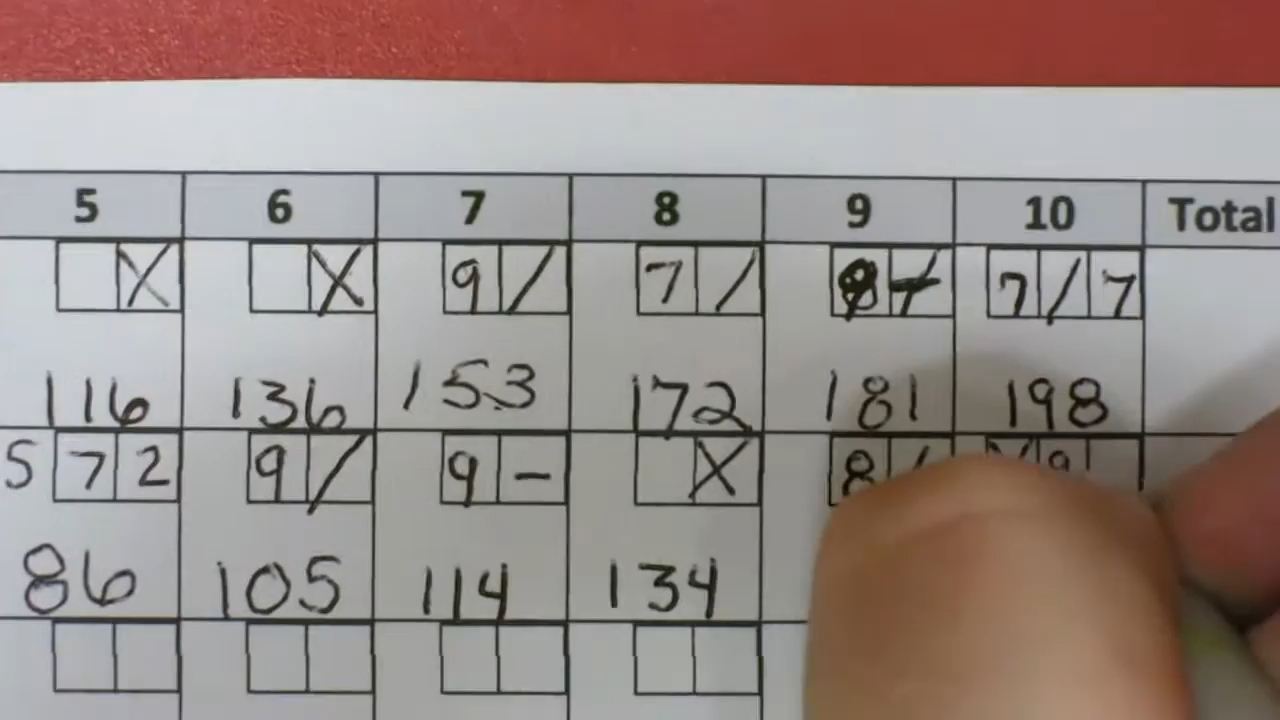 5 6 7 8 9 10 Total
X X 9 / 7 / 7 / 7
116 136 153 172 181 198
5 7 2 9 / 9 - X 8 / 9
86 105 114 134